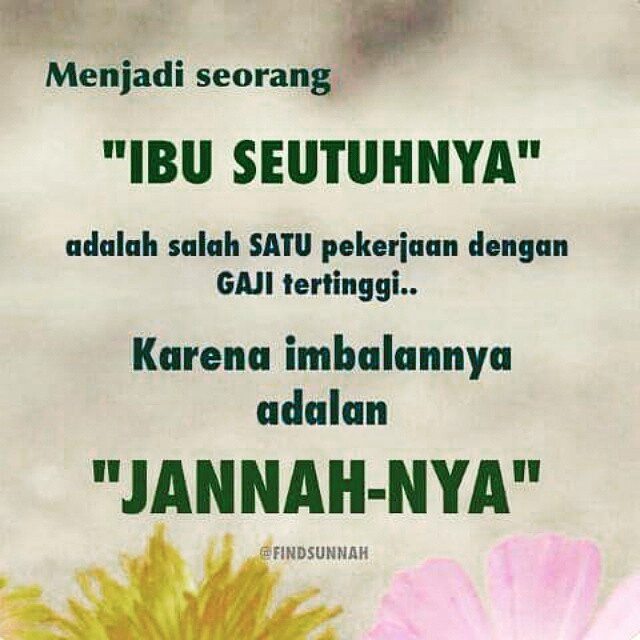 Menjadi seorang
"IBU SEUTUHNYA"
adalah salah SATU pekerjaan dengan
GAJI tertinggi..
Karena imbalannya
adalan
"JANNAH-NYA"
@FINDSUNNAH